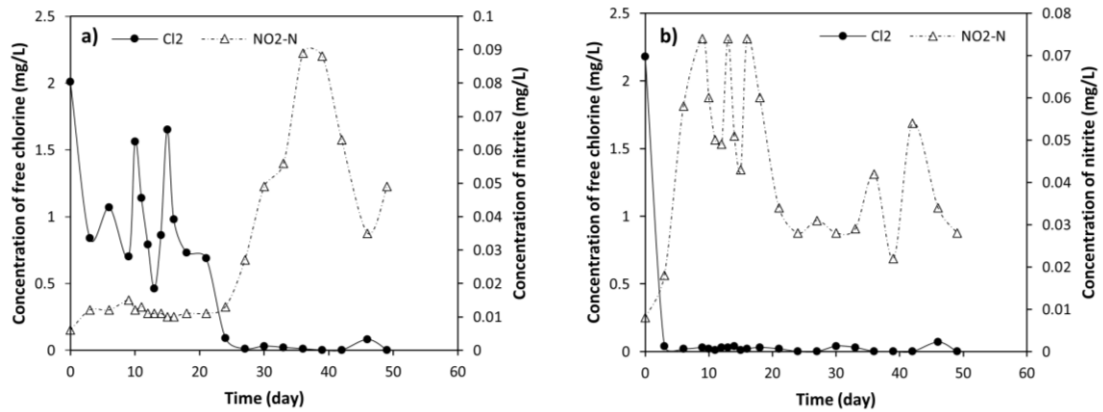 a)
Cl2
NO2-N
Concentration of free chlorine (mg/L)
2.5
2
1.5
1
0.5
0
Concentration of nitrite (mg/L)
0.1
0.09
0.08
0.07
0.06
0.05
0.04
0.03
0.02
0.01
0
0 10 20 30 40 50 60
Time (day)
b)
Cl2
NO2-N
Concentration of free chlorine (mg/L)
2.5
2
1.5
1
0.5
0
Concentration of nitrite (mg/L)
0.08
0.07
0.06
0.05
0.04
0.03
0.02
0.01
0
0 10 20 30 40 50 60
Time (day)